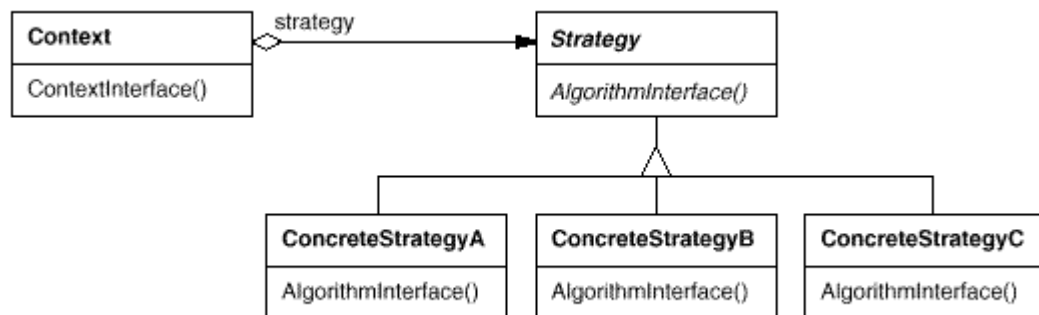 Context
strategy
Strategy
ContextInterface()
AlgorithmInterface()
ConcreteStrategyA
ConcreteStrategyB
ConcreteStrategyC
AlgorithmInterface()
AlgorithmInterface()
AlgorithmInterface()